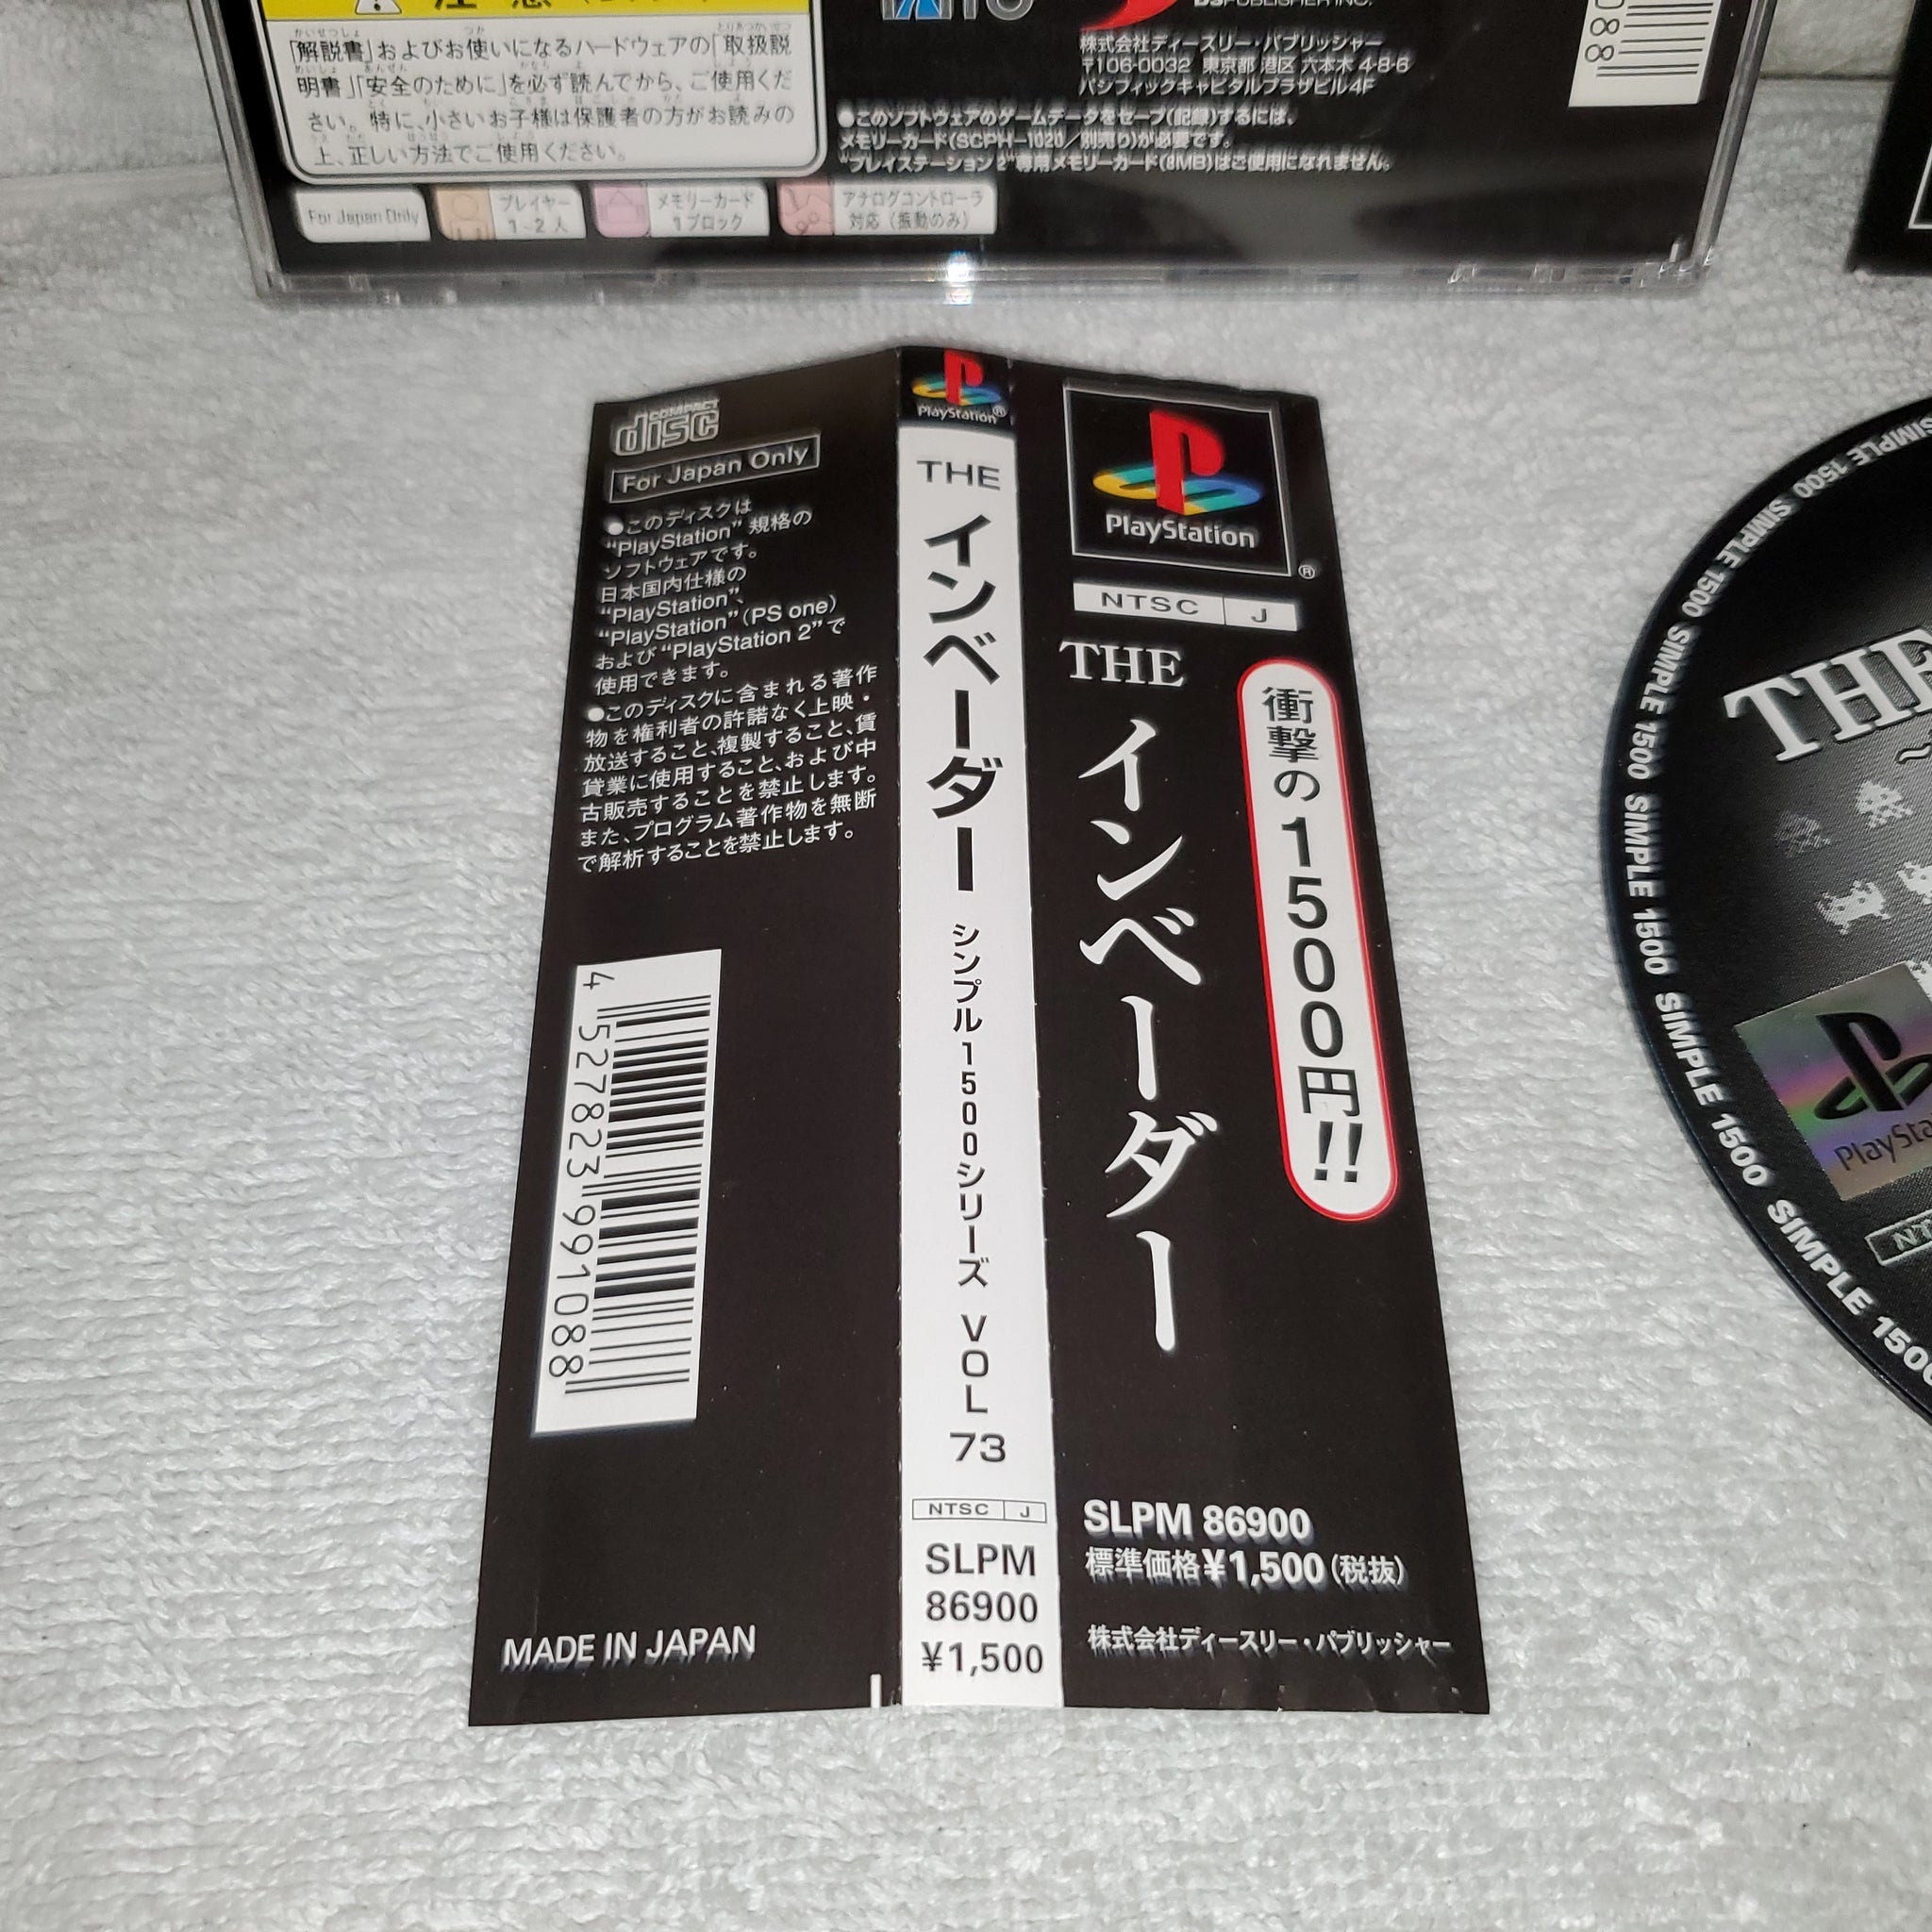 「解説書」およびお使いになるハードウェアの「取扱説
明書」「安全のために」を必ず読んでから、ご使用くだ
さい。特に、小さいお子様は保護者の方がお読みの
上、正しい方法でご使用ください。
TAITO
D3PUBLISHER INC.
株式会社ディースリー・パブリッシャー
〒106-0032 東京都 港区 六本木 4-8-6
パシフィックキャピタルプラザビル4F
●このソフトウェアのゲームデータをセーブ(記録)するには、
メモリーカード(SCPH-1020/別売り)が必要です。
"プレイステーション 2"専用メモリーカード(8MB)はご使用になれません。
For Japan Only
プレイヤー
1~2人
メモリーカード
1ブロック
アナログコントローラ
対応(振動のみ)
COMPACT
disc
For Japan Only
●このディスクは
“PlayStation” 規格の
ソフトウェアです。
日本国内仕様の
“PlayStation”、
“PlayStation”(PS one)
および“PlayStation 2”で
使用できます。
●このディスクに含まれる著作
物を権利者の許諾なく上映・
放送すること、複製すること、賃
貸業に使用すること、および中
古販売することを禁止します。
また、プログラム著作物を無断
で解析することを禁止します。
4 527823 991088
MADE IN JAPAN
PlayStation®
THE
インベーダー
シンプル1500シリーズ VOL 73
NTSC J
SLPM
86900
¥1,500
PlayStation
®
NTSC J
THE
インベーダー
衝撃の1500円!!
SLPM 86900
標準価格¥1,500(税抜)
株式会社ディースリー・パブリッシャー
SIMPLE 1500 SIMPLE 1500 SIMPLE 1500 SIMPLE 1500 SIMPLE 1500 SIMPLE 1500
THE